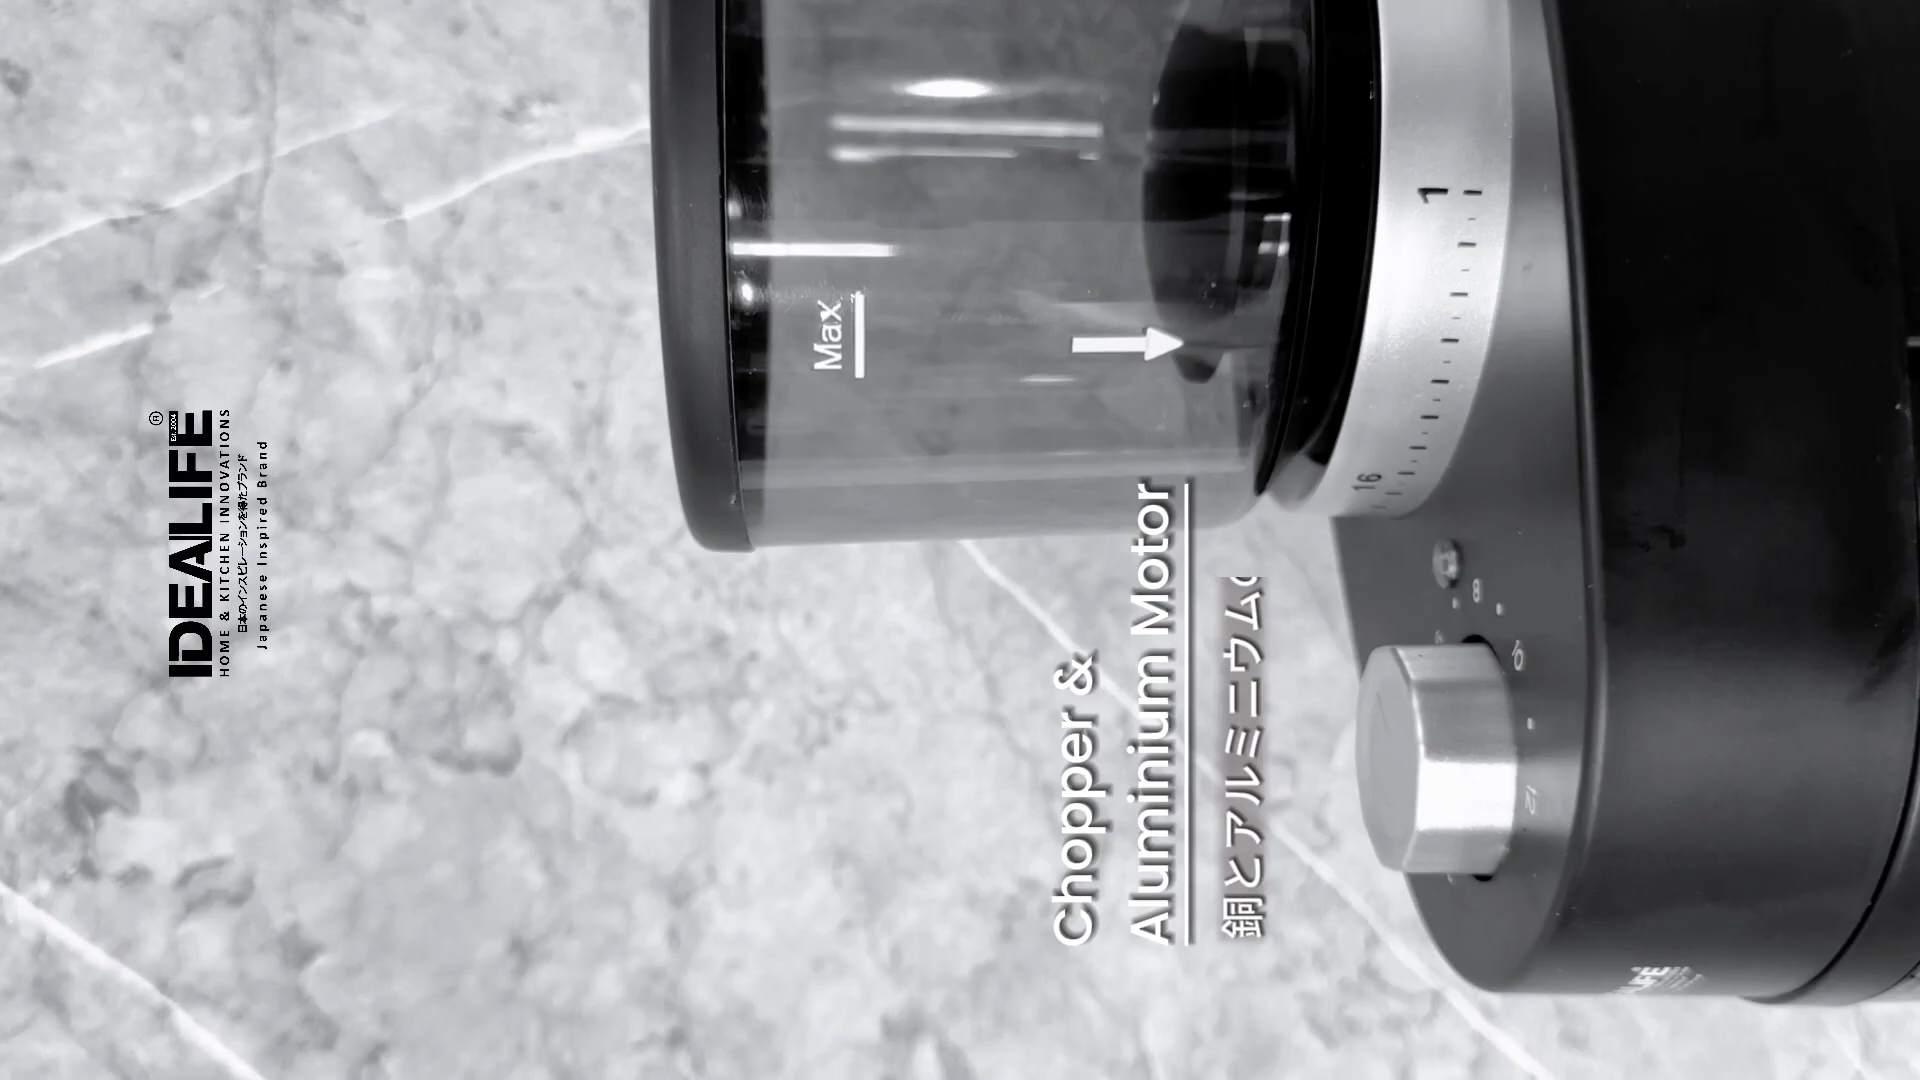 IDEALIFE®
Est 2004
HOME & KITCHEN INNOVATIONS
日本のインスピレーションを得たブランド
Japanese Inspired Brand
Max
1
16
8
10
12
Chopper &
Aluminium Motor
銅とアルミニウム